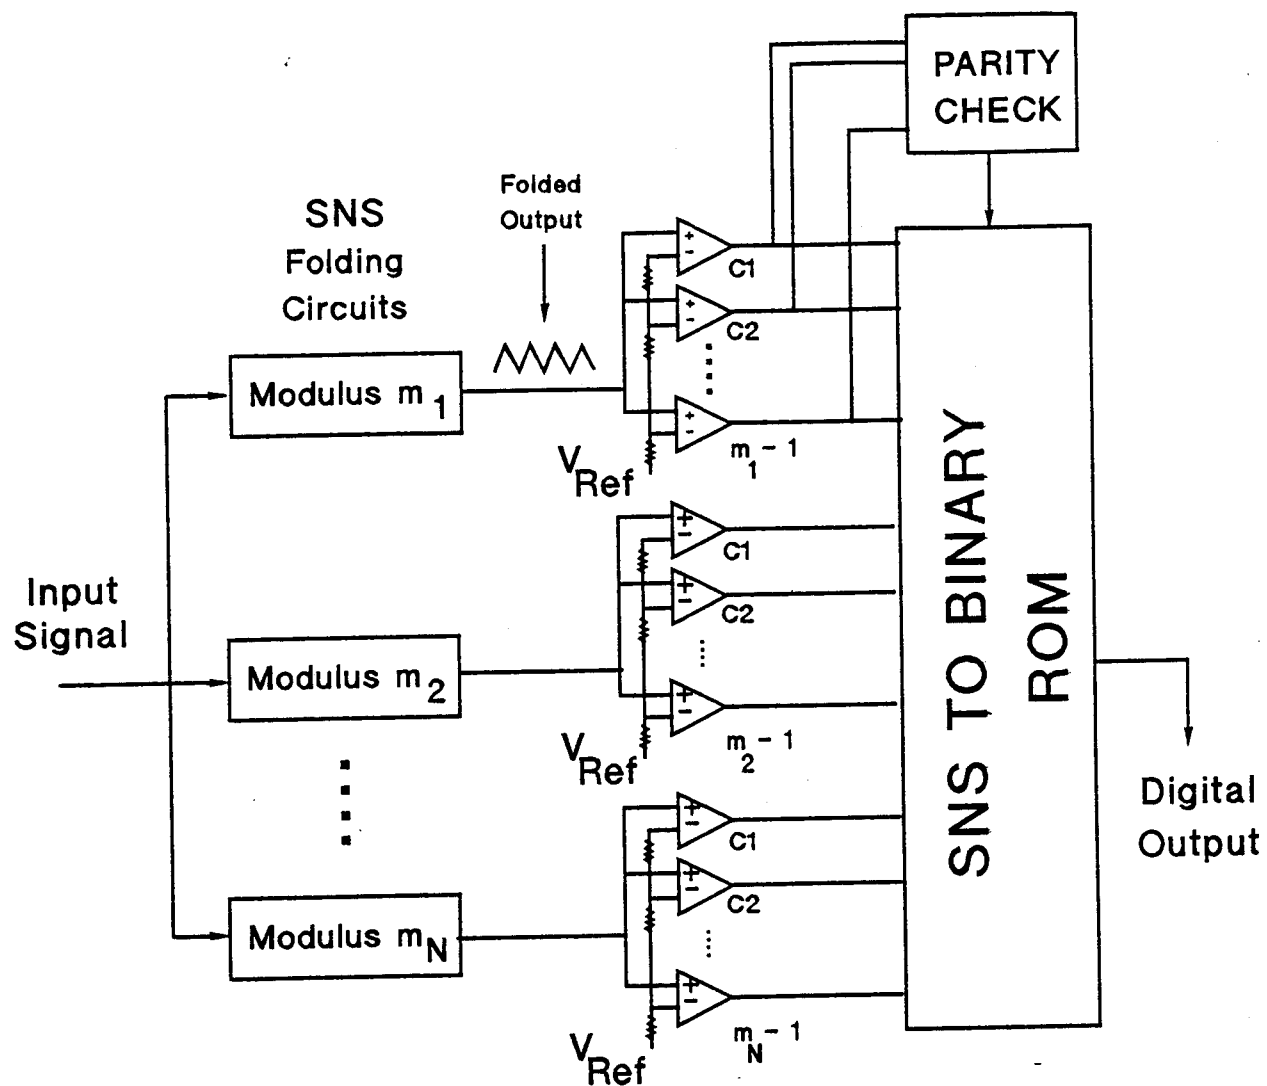 PARITY
CHECK
Folded
Output
SNS
Folding
Circuits
+
-
C1
+
-
C2
Modulus m1
+
-
m1 - 1
VRef
+
-
C1
Input
Signal
+
-
C2
Modulus m2
+
-
m2 - 1
VRef
SNS TO BINARY
ROM
Digital
Output
+
-
C1
+
-
C2
Modulus mN
+
-
mN - 1
VRef